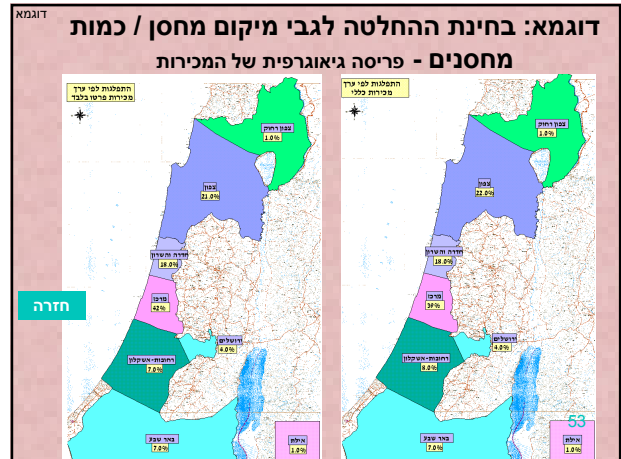 דוגמא
דוגמא: בחינת ההחלטה לגבי מיקום מחסן / כמות
מחסנים - פריסה גיאוגרפית של המכירות
התפלגות לפי ערך
מכירות כללי
צפון רחוק
1.0%
צפון
22.0%
חדרה והשרון
18.0%
מרכז
39%
ירושלים
4.0%
רחובות-אשקלון
8.0%
באר שבע
7.0%
אילת
1.0%
התפלגות לפי ערך
מכירות פרטו בלבד
צפון רחוק
1.0%
צפון
21.0%
חדרה והשרון
18.0%
מרכז
42%
ירושלים
4.0%
רחובות-אשקלון
7.0%
באר שבע
7.0%
אילת
1.0%
חזרה
53